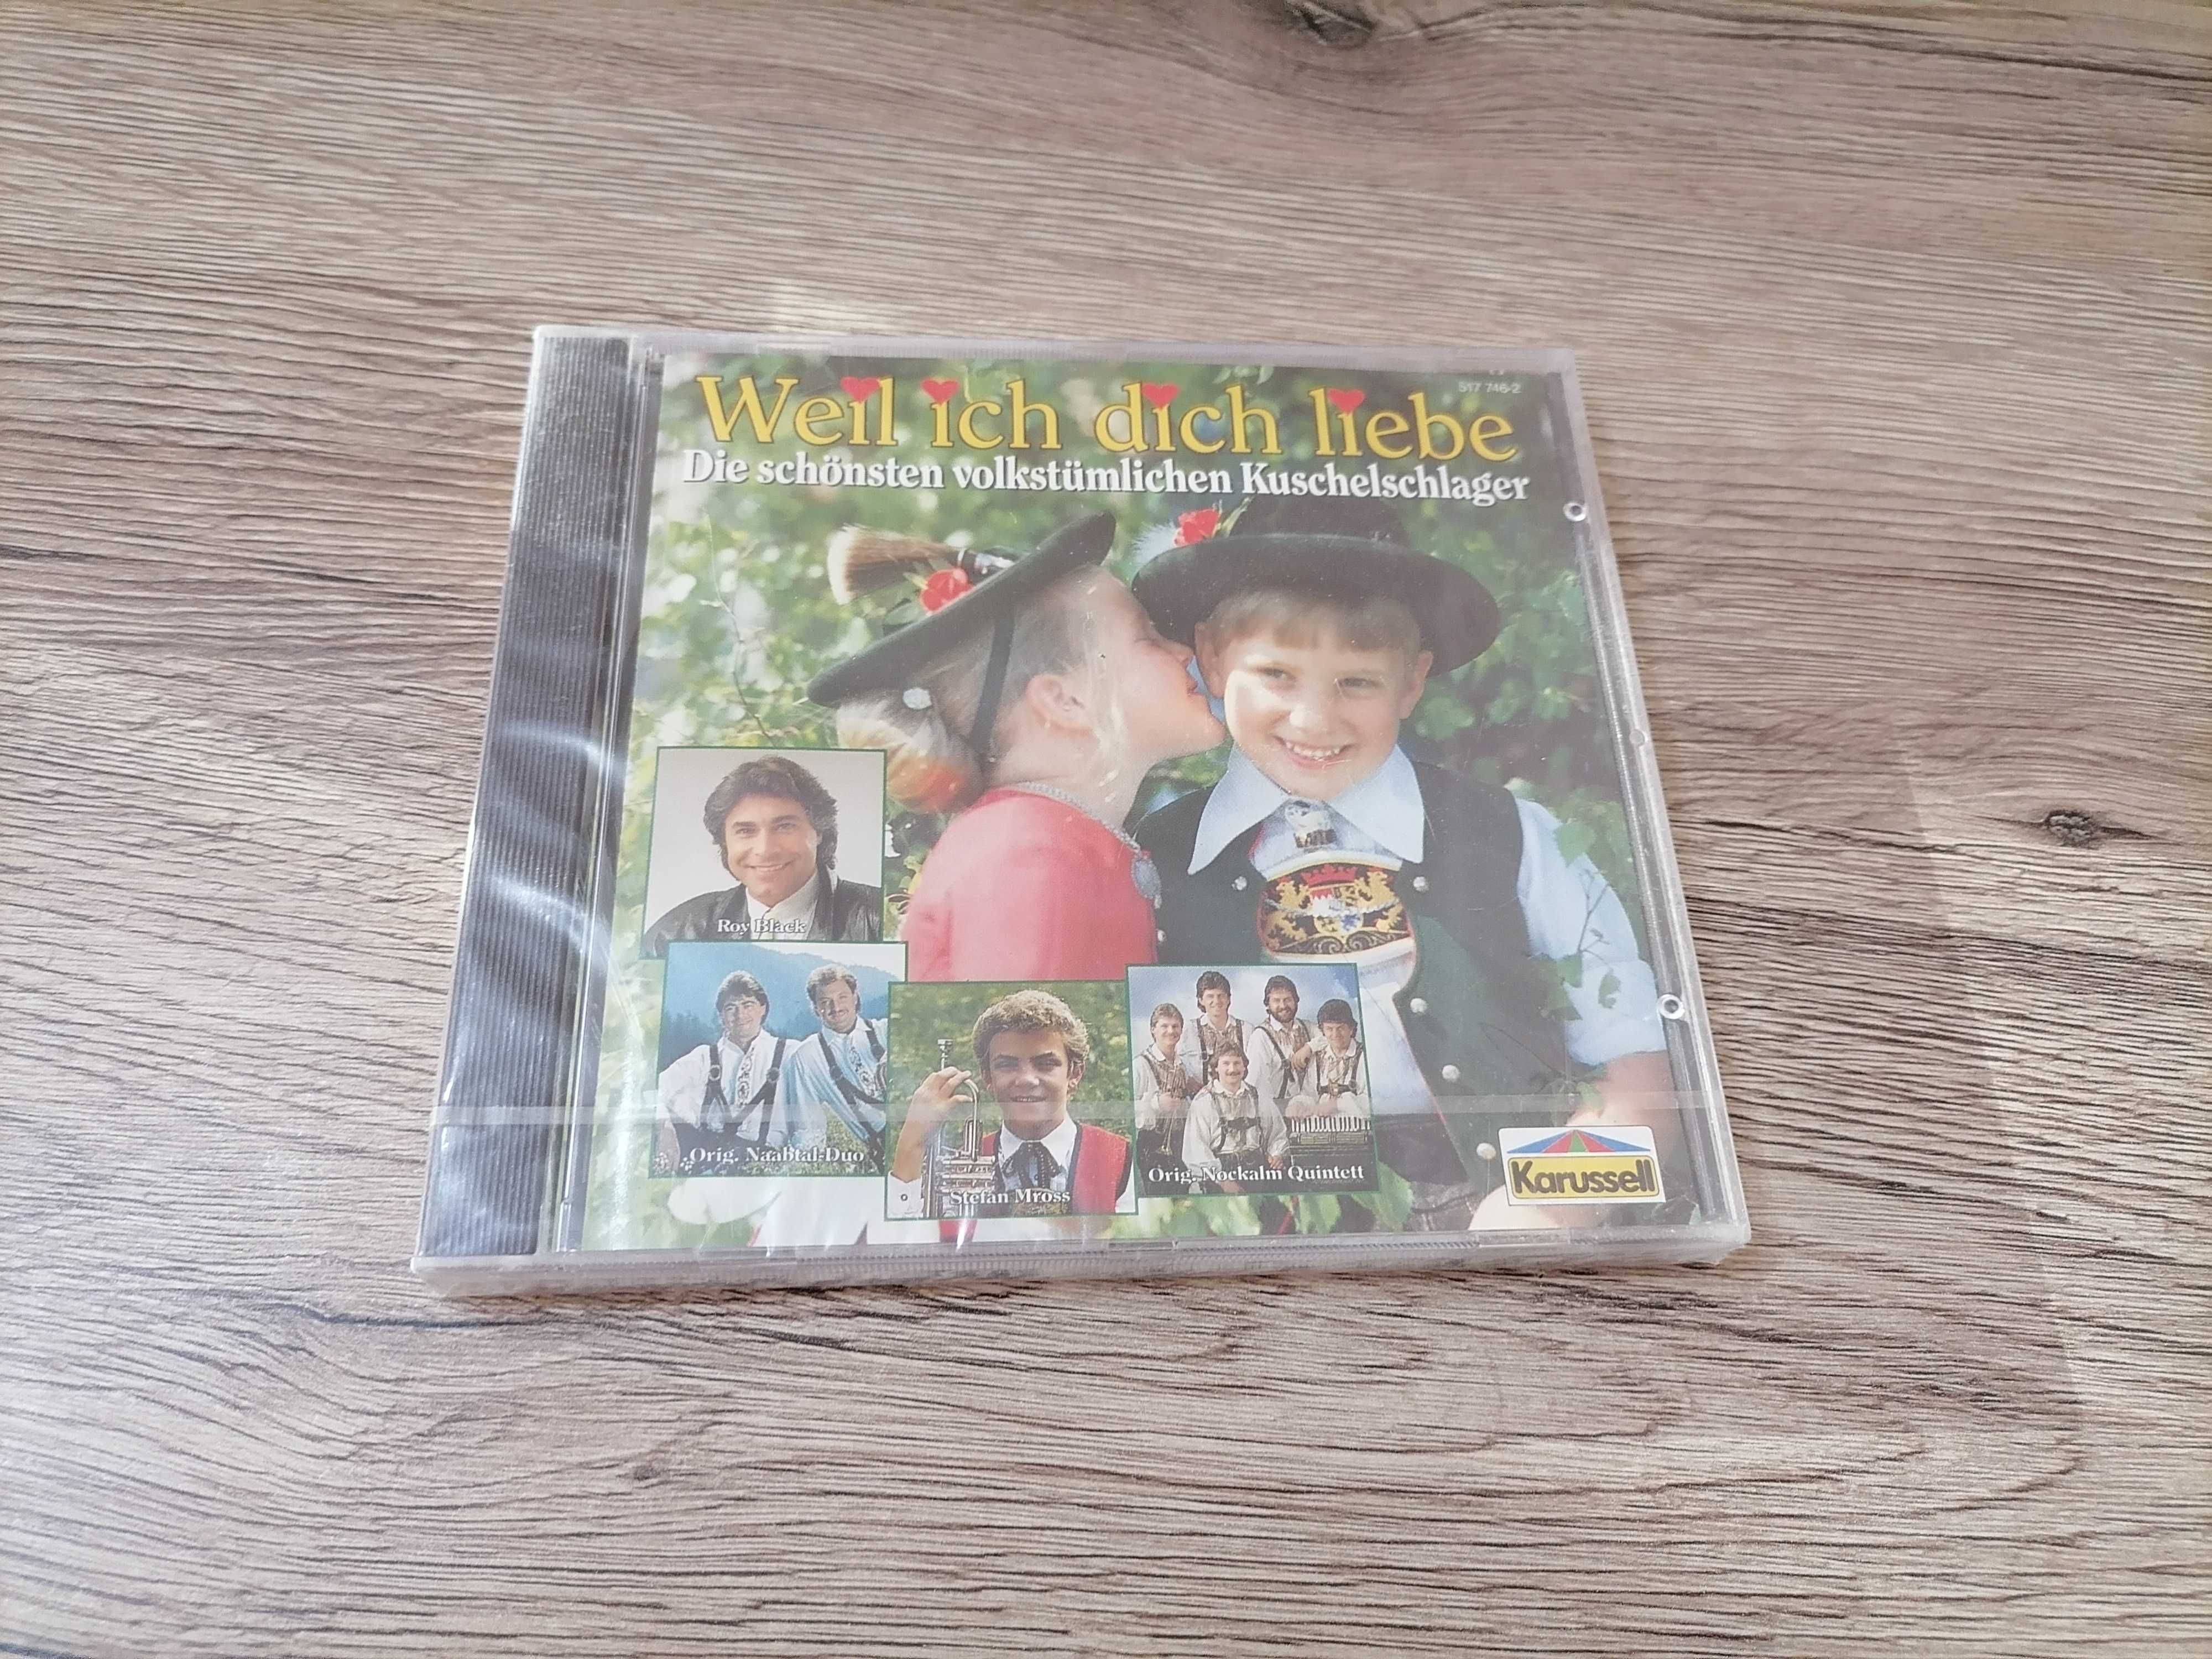 517 746-2
Weil ich dich liebe
Die schönsten volkstümlichen Kuschelschlager
Roy Black
Orig. Naabtal-Duo
Stefan Mross
Orig. Nockalm Quintett
Karussell